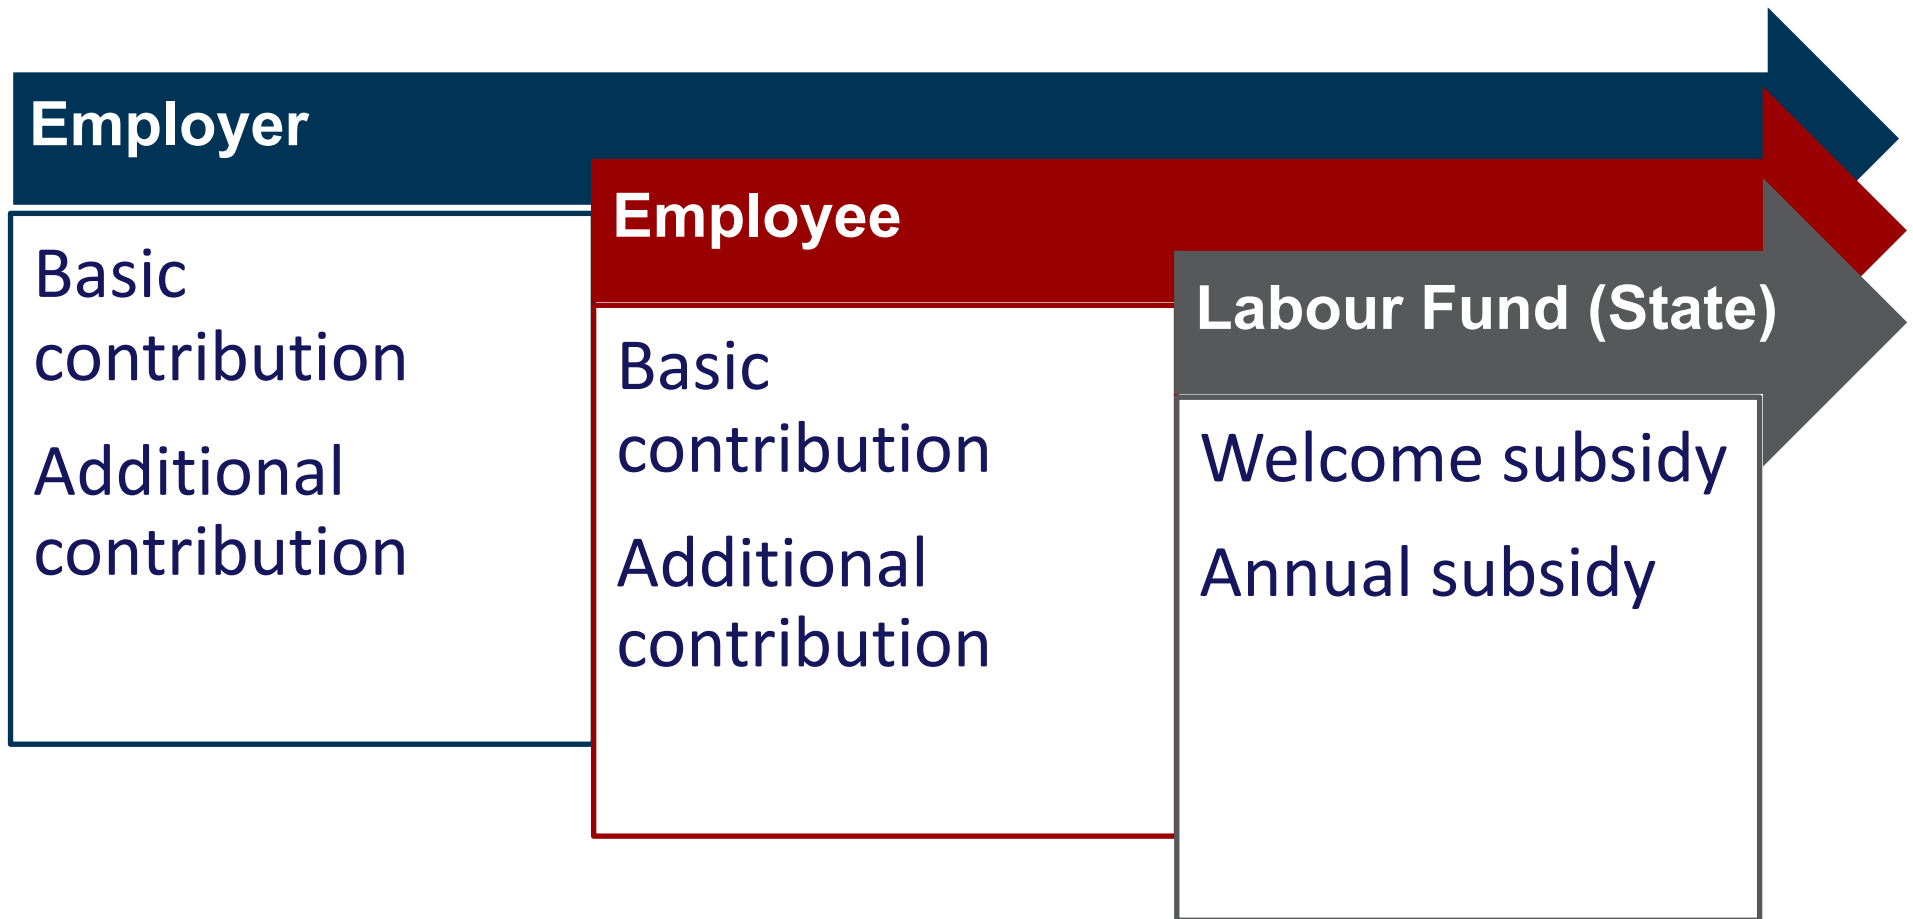 Employer
Basic
contribution
Additional
contribution
Employee
Basic
contribution
Additional
contribution
Labour Fund (State)
Welcome subsidy
Annual subsidy